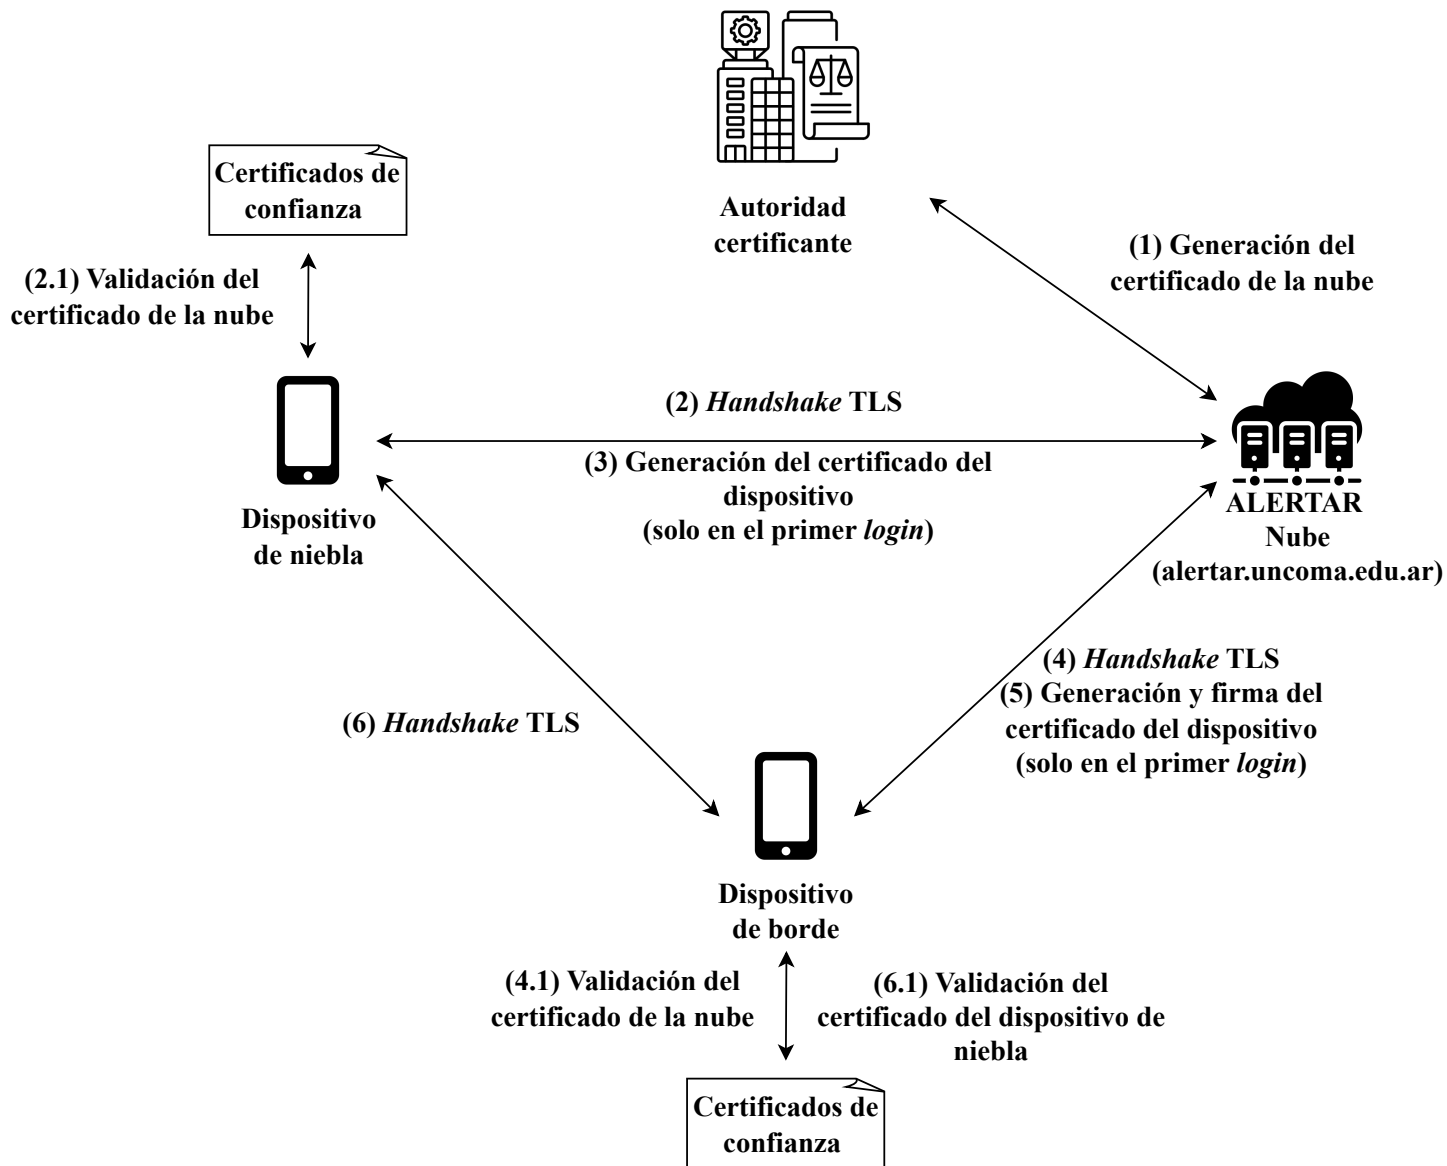 Autoridad
certificante
Certificados de
confianza
(1) Generación del
certificado de la nube
(2.1) Validación del
certificado de la nube
(2) Handshake TLS
(3) Generación del certificado del
dispositivo
(solo en el primer login)
Dispositivo
de niebla
ALERTAR
Nube
(alertar.uncoma.edu.ar)
(4) Handshake TLS
(5) Generación y firma del
certificado del dispositivo
(solo en el primer login)
(6) Handshake TLS
Dispositivo
de borde
(4.1) Validación del
certificado de la nube
(6.1) Validación del
certificado del dispositivo de
niebla
Certificados de
confianza